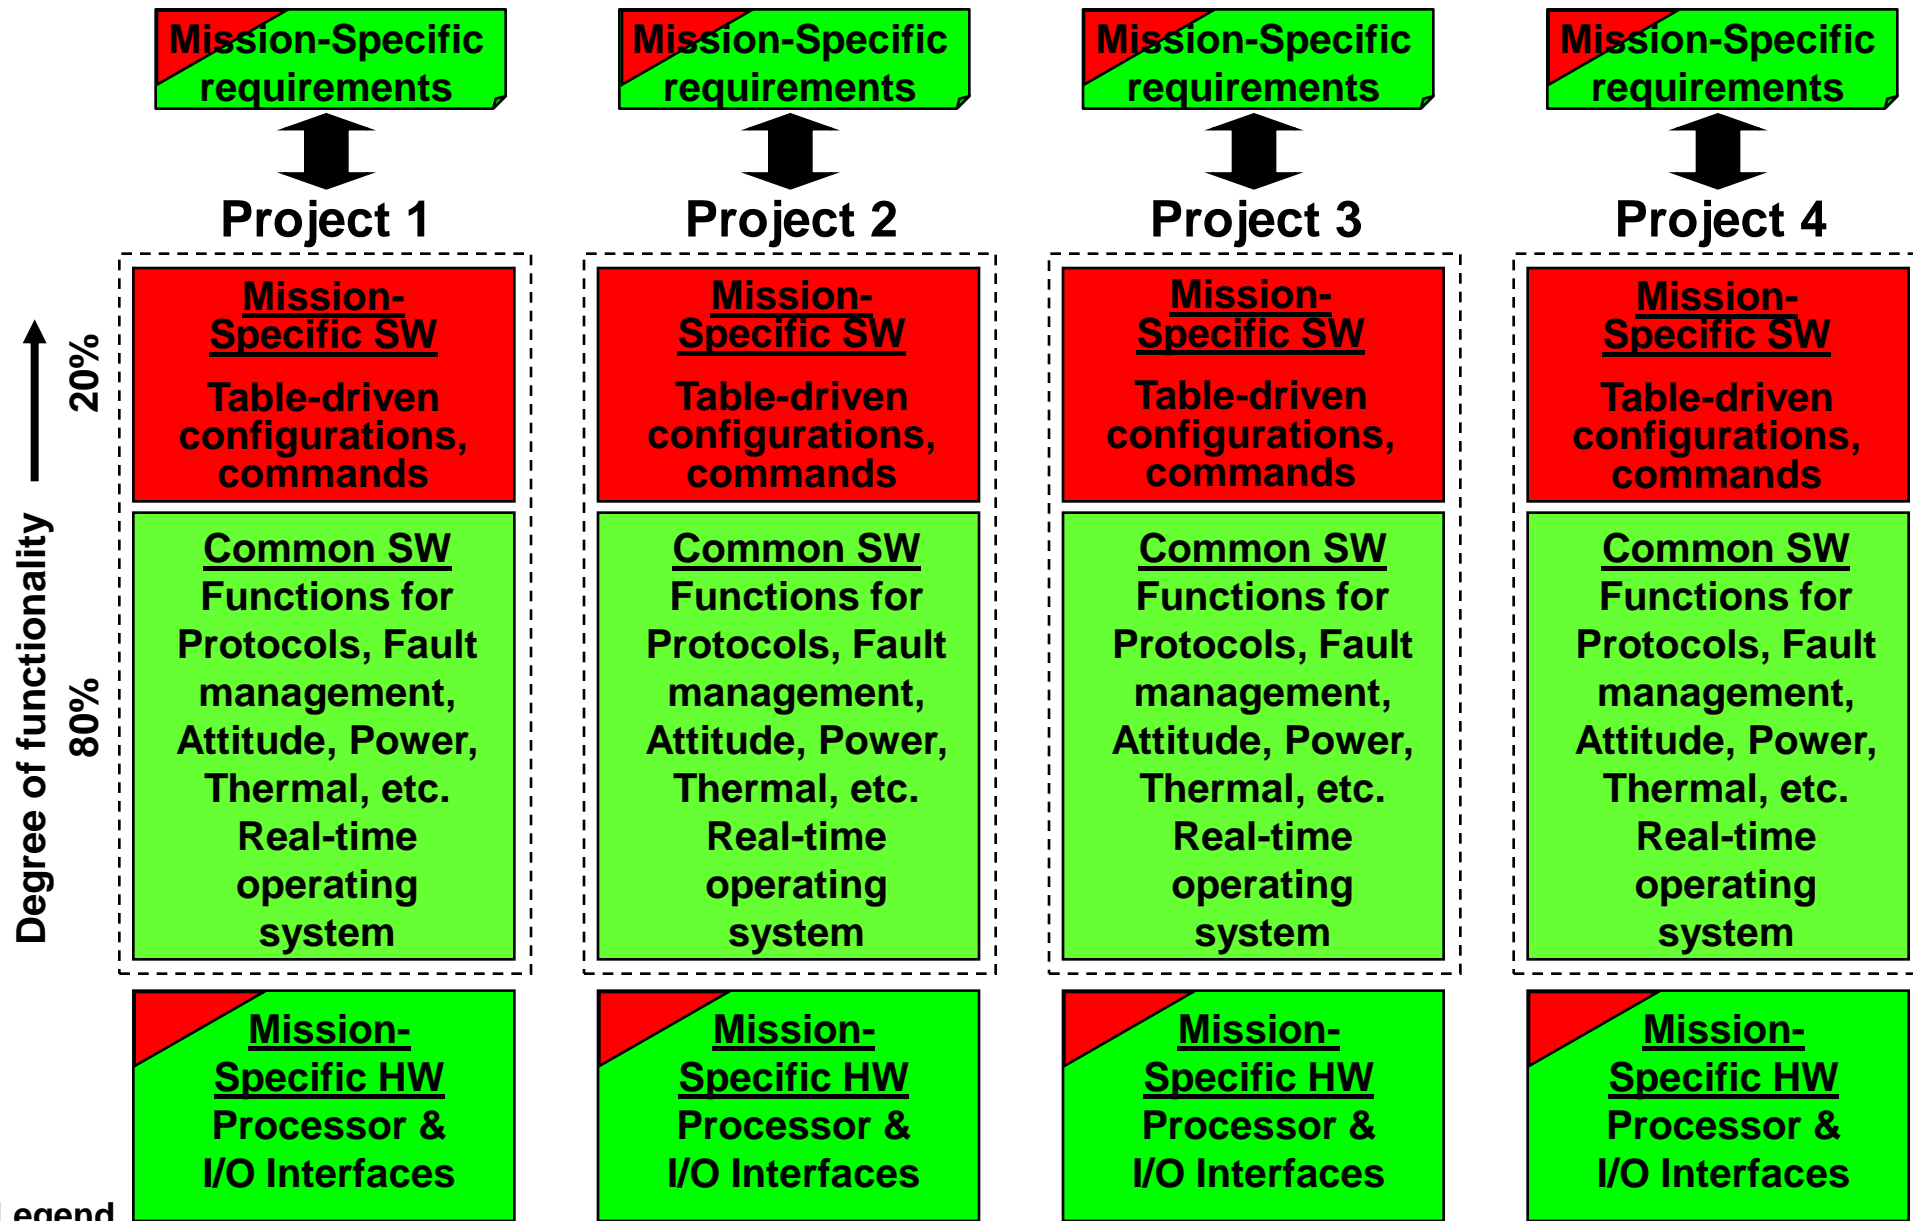 Mission-Specific
requirements
Mission-Specific
requirements
Mission-Specific
requirements
Mission-Specific
requirements
Project 1
Project 2
Project 3
Project 4
Degree of functionality
20%
80%
Mission-
Specific SW
Table-driven
configurations,
commands
Common SW
Functions for
Protocols, Fault
management,
Attitude, Power,
Thermal, etc.
Real-time
operating
system
Mission-
Specific HW
Processor &
I/O Interfaces
Mission-
Specific SW
Table-driven
configurations,
commands
Common SW
Functions for
Protocols, Fault
management,
Attitude, Power,
Thermal, etc.
Real-time
operating
system
Mission-
Specific HW
Processor &
I/O Interfaces
Mission-
Specific SW
Table-driven
configurations,
commands
Common SW
Functions for
Protocols, Fault
management,
Attitude, Power,
Thermal, etc.
Real-time
operating
system
Mission-
Specific HW
Processor &
I/O Interfaces
Mission-
Specific SW
Table-driven
configurations,
commands
Common SW
Functions for
Protocols, Fault
management,
Attitude, Power,
Thermal, etc.
Real-time
operating
system
Mission-
Specific HW
Processor &
I/O Interfaces
Legend